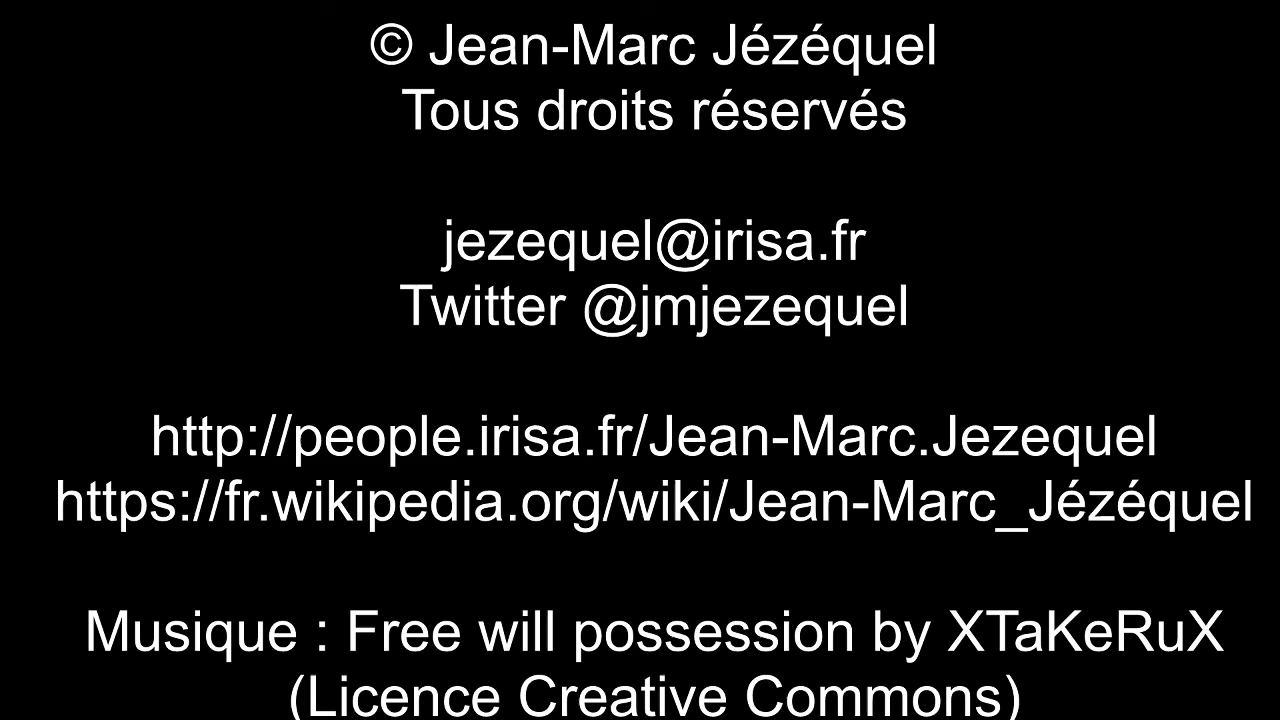 © Jean-Marc Jézéquel
Tous droits réservés
jezequel@irisa.fr
Twitter @jmjezequel
http://people.irisa.fr/Jean-Marc.Jezequel
https://fr.wikipedia.org/wiki/Jean-Marc_Jézéquel
Musique : Free will possession by XTaKeRuX
(Licence Creative Commons)